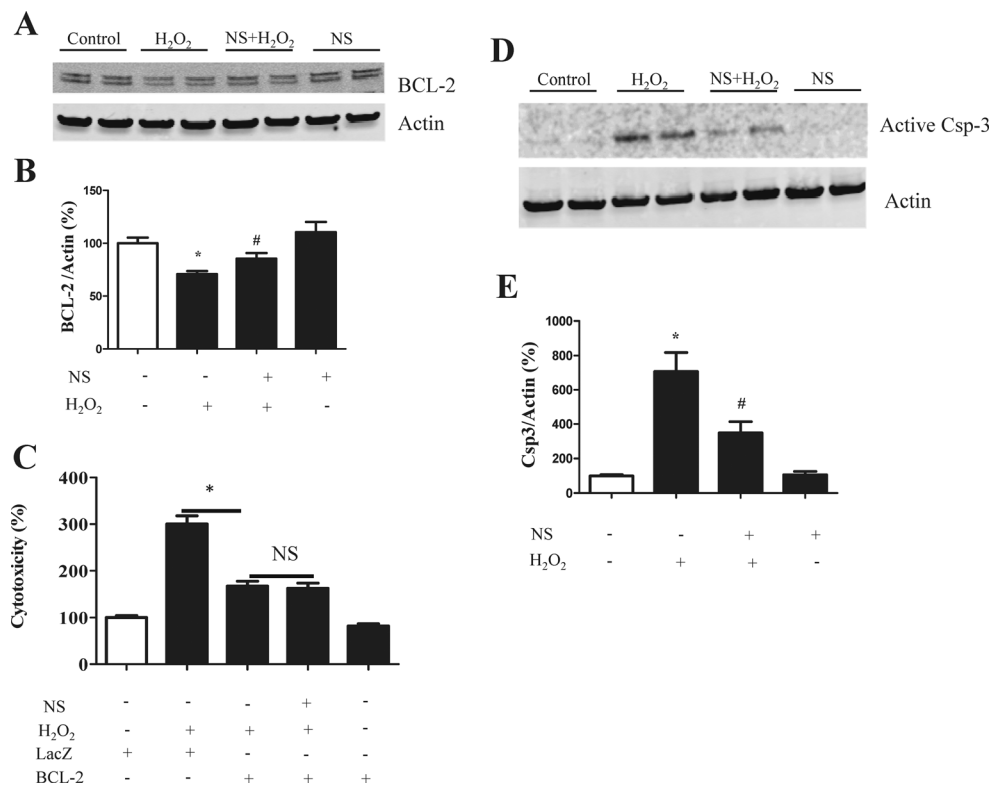 A
Control H₂O₂ NS+H₂O₂ NS
BCL-2
Actin
B
BCL-2 /Actin (%)
150
100
50
0
* #
NS - - + +
H₂O₂ - + + -
C
Cytotoxicity (%)
400
300
200
100
0
*
NS
NS - - - + -
H₂O₂ - + + + -
LacZ + + - - -
BCL-2 - - + + +
D
Control H₂O₂ NS+H₂O₂ NS
Active Csp-3
Actin
E
Csp3/Actin (%)
1000
800
600
400
200
0
* #
NS - - + +
H₂O₂ - + + -